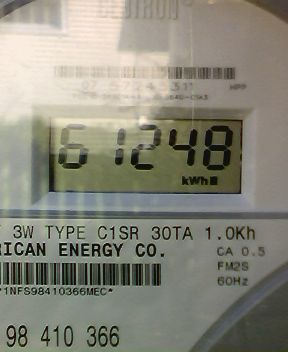 61248
kWh
3W TYPE C1SR 30TA 1.0Kh
RICAN ENERGY CO.
CA 0.5
FM2S
60Hz
*1NFS98410366MEC*
98 410 366